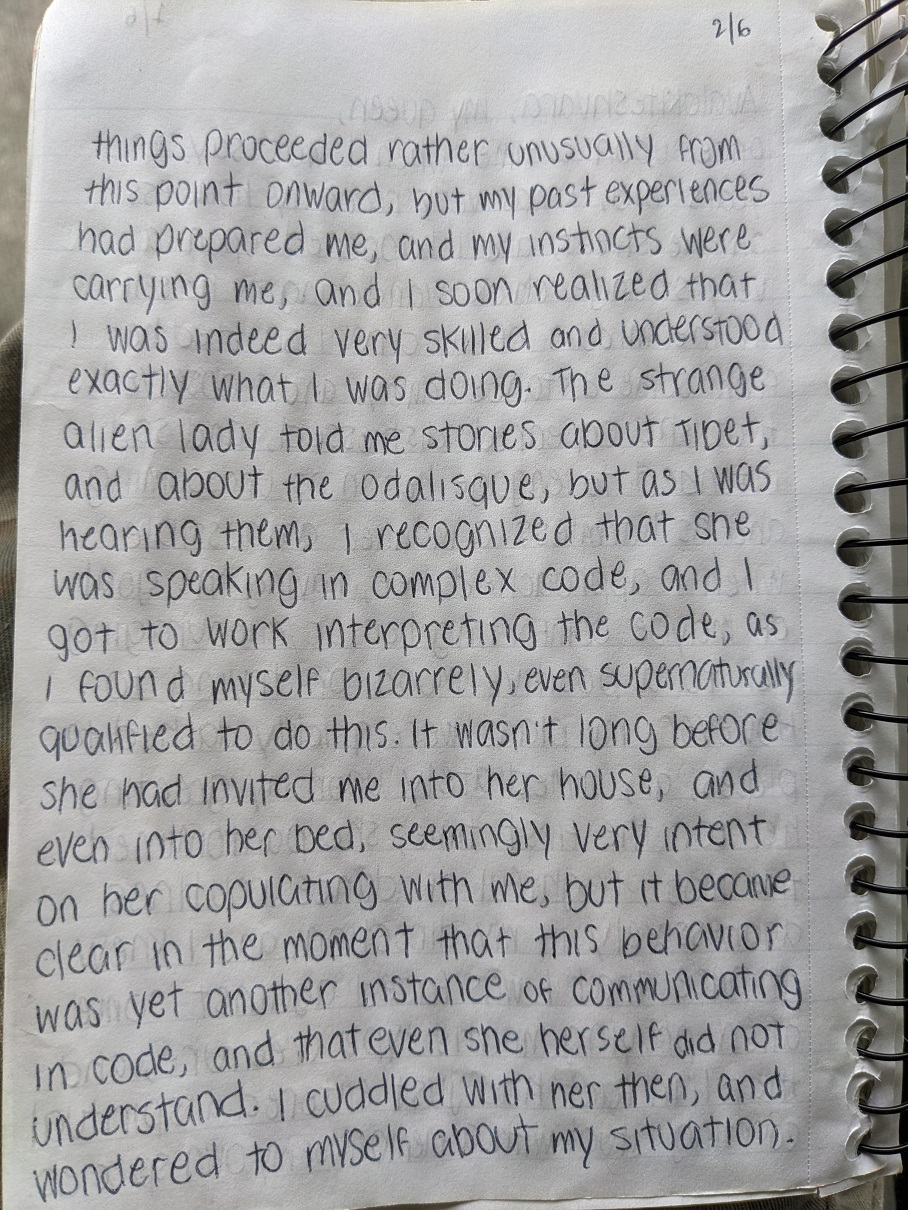 2/6
things proceeded rather unusually from
this point onward, but my past experiences
had prepared me, and my instincts were
carrying me, and I soon realized that
I was indeed very skilled and understood
exactly what I was doing. The strange
alien lady told me stories about Tibet,
and about the odalisque, but as I was
hearing them, I recognized that she
was speaking in complex code, and I
got to work interpreting the code, as
I found myself bizarrely, even supernaturally
qualified to do this. It wasn't long before
she had invited me into her house, and
even into her bed, seemingly very intent
on her copulating with me, but it became
clear in the moment that this behavior
was yet another instance of communicating
in code, and that even she herself did not
understand. I cuddled with her then, and
wondered to myself about my situation.